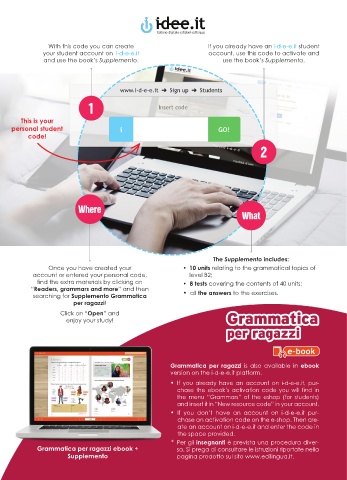 idee.it
With this code you can create
your student account on i-d-e-e.it
and use the book's Supplemento.
If you already have an i-d-e-e.it student
account, use this code to activate and
use the book's Supplemento.
idee.it
www.i-d-e-e.it ➔ Sign up ➔ Students
Insert code
1
GO!
This is your
personal student
code!
2
Where
What
Once you have created your
account or entered your personal code,
find the extra materials by clicking on
"Readers, grammars and more" and then
searching for Supplemento Grammatica
per ragazzi!
Click on "Open" and
enjoy your study!
The Supplemento includes:
• 10 units relating to the grammatical topics of
level B2;
• 8 tests covering the contents of 40 units;
• all the answers to the exercises.
Grammatica
per ragazzi
e-book
Grammatica per ragazzi is also available in ebook
version on the i-d-e-e.it platform.
• If you already have an account on i-d-e-e.it, pur-
chase the ebook's activation code you will find in
the menu "Grammars" of the eshop (for students)
and insert it in "New resource code" in your account.
• If you don't have an account on i-d-e-e.it pur-
chase an activation code on the e-shop. Then cre-
ate an account on i-d-e-e.it and enter the code in
the space provided.
* Per gli insegnanti è prevista una procedura diver-
sa. Si prega di consultare le istruzioni riportate nella
pagina prodotto sul sito www.edilingua.it.
Grammatica per ragazzi ebook +
Supplemento